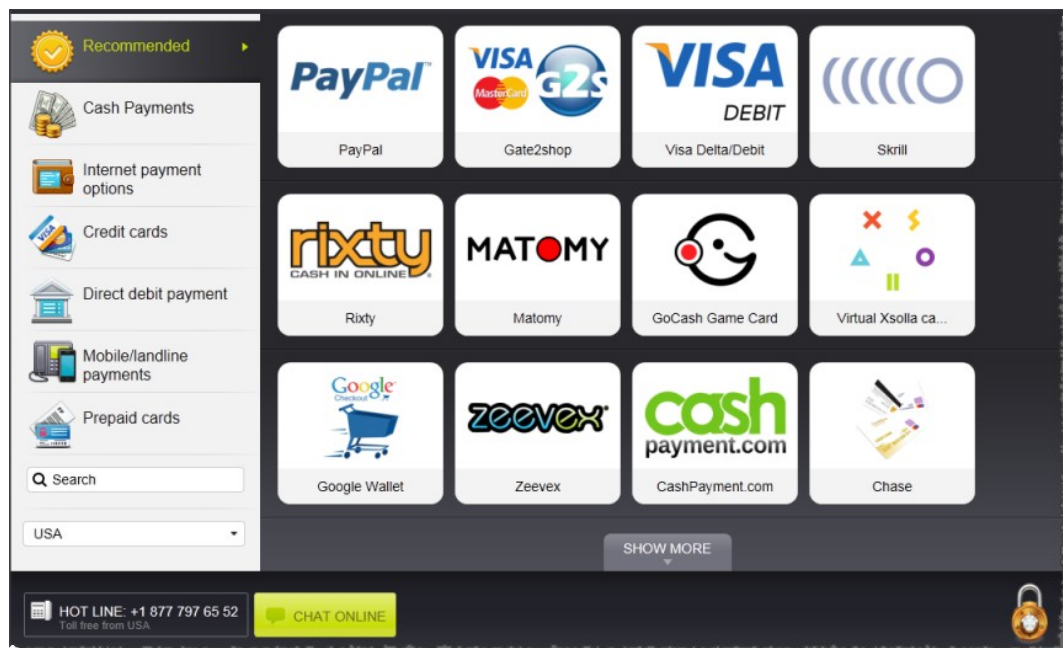 Recommended
Cash Payments
Internet payment
options
Credit cards
Direct debit payment
Mobile/landline
payments
Prepaid cards
Search
USA
PayPal™
PayPal
VISA
MasterCard
G2S
Gate2shop
VISA
DEBIT
Visa Delta/Debit
Skrill
rixty
CASH IN ONLINE
Rixty
MATOMY
Matomy
GoCash Game Card
Virtual Xsolla ca...
Google
Checkout
Google Wallet
zeevex
Zeevex
cash
payment.com
CashPayment.com
Chase
SHOW MORE
HOT LINE: +1 877 797 65 52
Toll free from USA
CHAT ONLINE